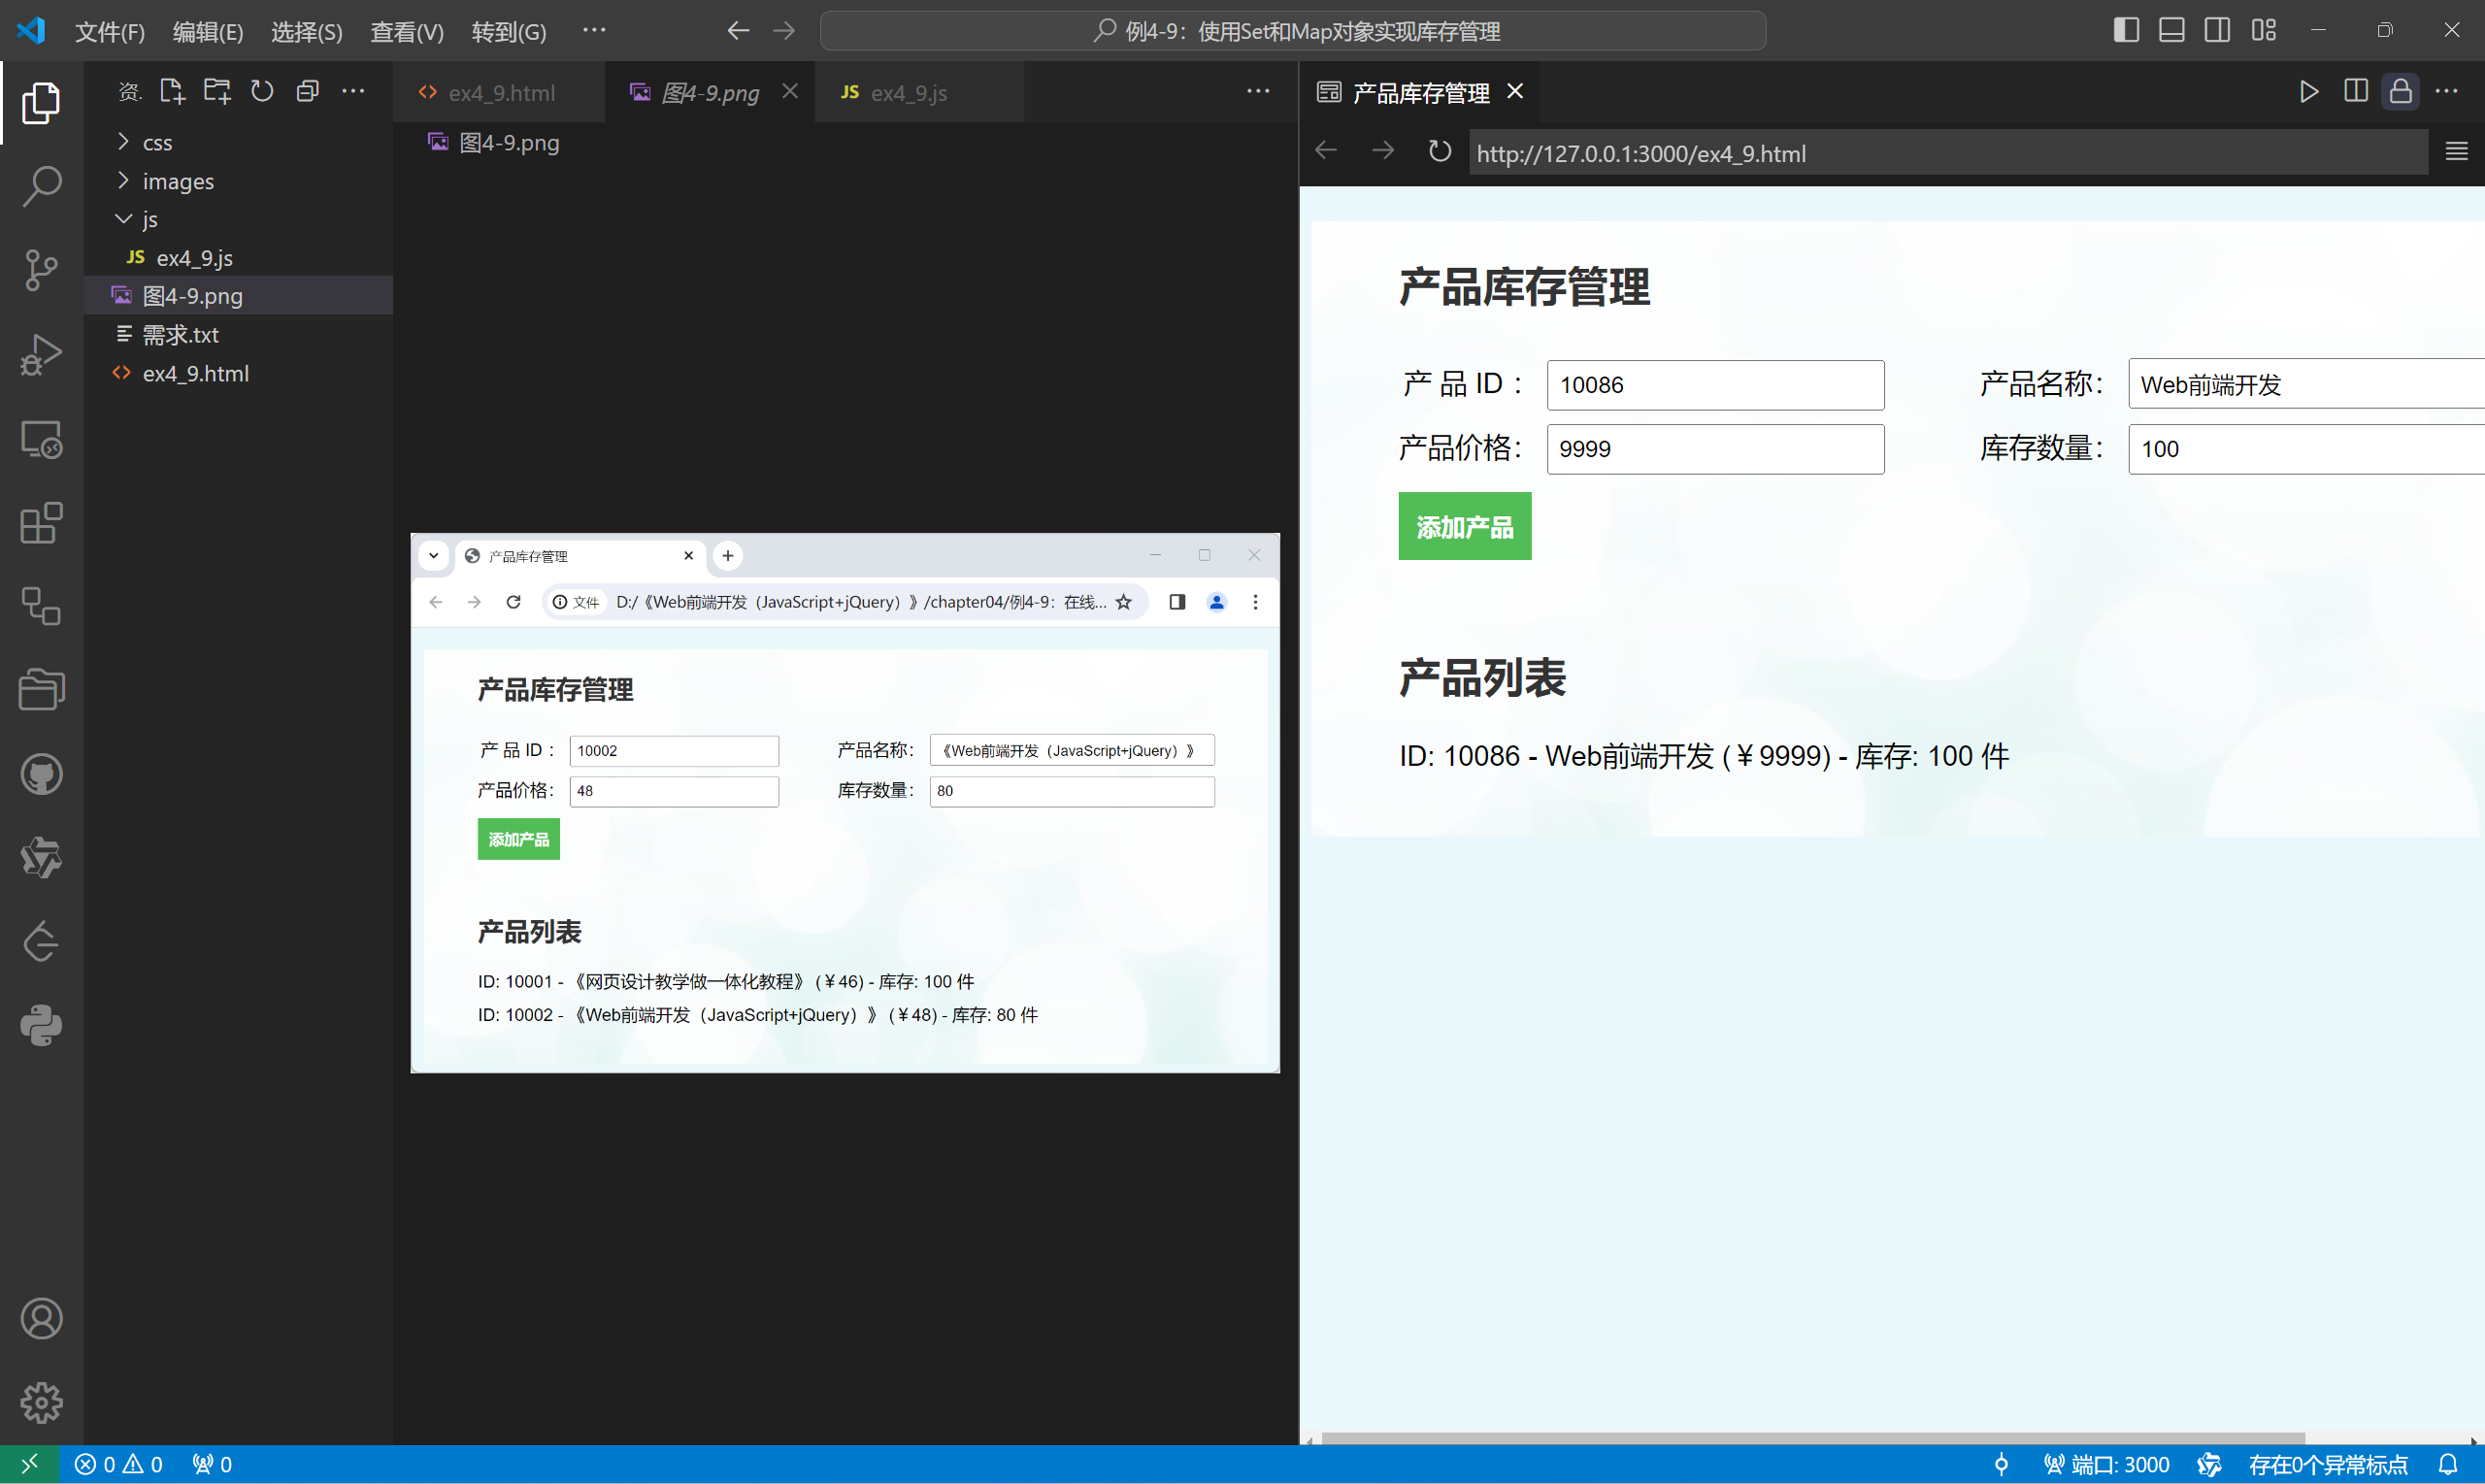 文件(F) 编辑(E) 选择(S) 查看(V) 转到(G) ··· 例4-9：使用Set和Map对象实现库存管理
资.
css
images
js
JS ex4_9.js
图4-9.png
需求.txt
ex4_9.html
ex4_9.html 图4-9.png JS ex4_9.js
图4-9.png
产品库存管理
文件 D:/《Web前端开发（JavaScript+jQuery）》/chapter04/例4-9：在线...
产品库存管理
产 品 ID ： 10002 产品名称： 《Web前端开发（JavaScript+jQuery）》
产品价格： 48 库存数量： 80
添加产品
产品列表
ID: 10001 - 《网页设计教学做一体化教程》 (￥46) - 库存: 100 件
ID: 10002 - 《Web前端开发（JavaScript+jQuery）》 (￥48) - 库存: 80 件
产品库存管理
http://127.0.0.1:3000/ex4_9.html
产品库存管理
产 品 ID ： 10086 产品名称： Web前端开发
产品价格： 9999 库存数量： 100
添加产品
产品列表
ID: 10086 - Web前端开发 (￥9999) - 库存: 100 件
0 0 0 端口: 3000 存在0个异常标点